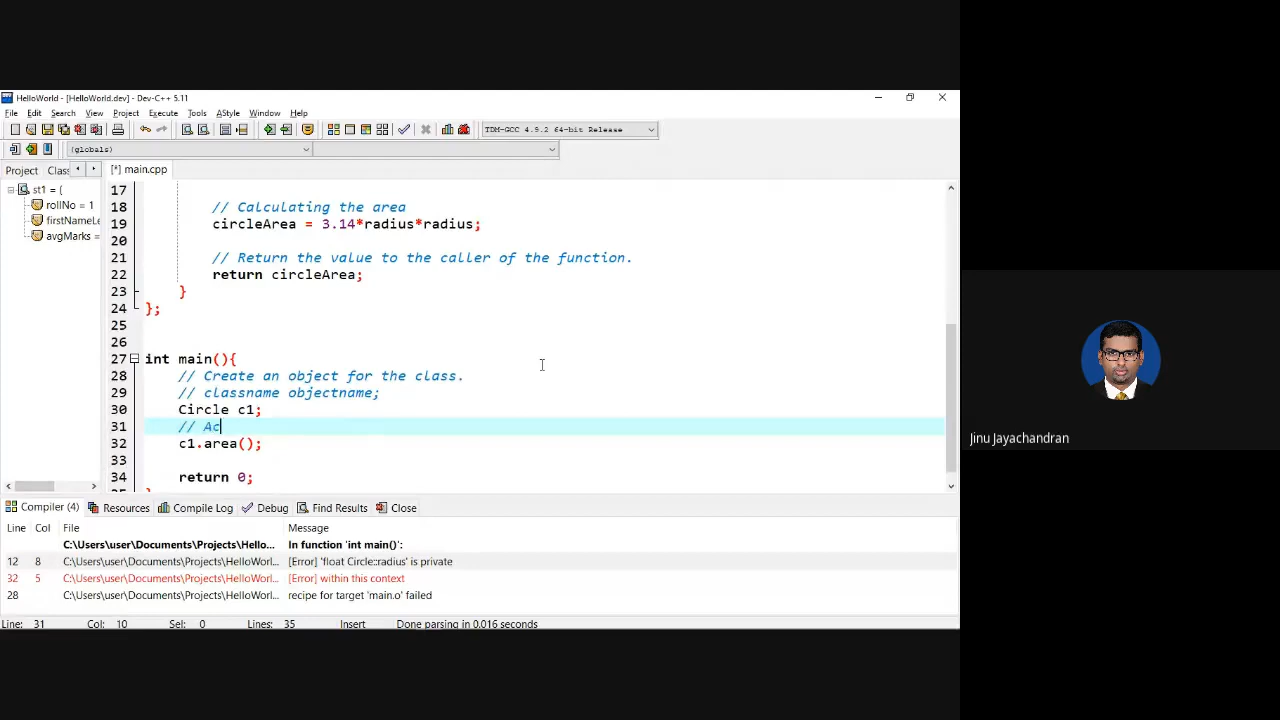 HelloWorld - [HelloWorld.dev] - Dev-C++ 5.11
File Edit Search View Project Execute Tools AStyle Window Help
TDM-GCC 4.9.2 64-bit Release
(globals)
Project Class [*] main.cpp
st1 = {
rollNo = 1
firstNameLe
avgMarks =
17
18 // Calculating the area
19 circleArea = 3.14*radius*radius;
20
21 // Return the value to the caller of the function.
22 return circleArea;
23 }
24 };
25
26
27 int main(){
28 // Create an object for the class.
29 // classname objectname;
30 Circle c1;
31 // Ac
32 c1.area();
33
34 return 0;
Compiler (4) Resources Compile Log Debug Find Results Close
Line Col File Message
C:\Users\user\Documents\Projects\Hello... In function 'int main()':
12 8 C:\Users\user\Documents\Projects\HelloWorl... [Error] 'float Circle::radius' is private
32 5 C:\Users\user\Documents\Projects\HelloWorl... [Error] within this context
28 C:\Users\user\Documents\Projects\HelloWorl... recipe for target 'main.o' failed
Line: 31 Col: 10 Sel: 0 Lines: 35 Insert Done parsing in 0.016 seconds
Jinu Jayachandran